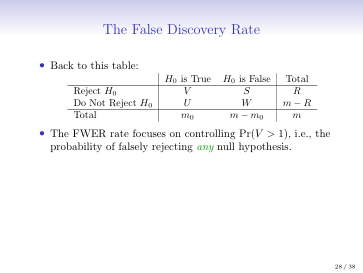 The False Discovery Rate
Back to this table:
H0 is True H0 is False Total
Reject H0 V S R
Do Not Reject H0 U W m − R
Total m0 m − m0 m
The FWER rate focuses on controlling Pr(V > 1), i.e., the
probability of falsely rejecting any null hypothesis.
28 / 38